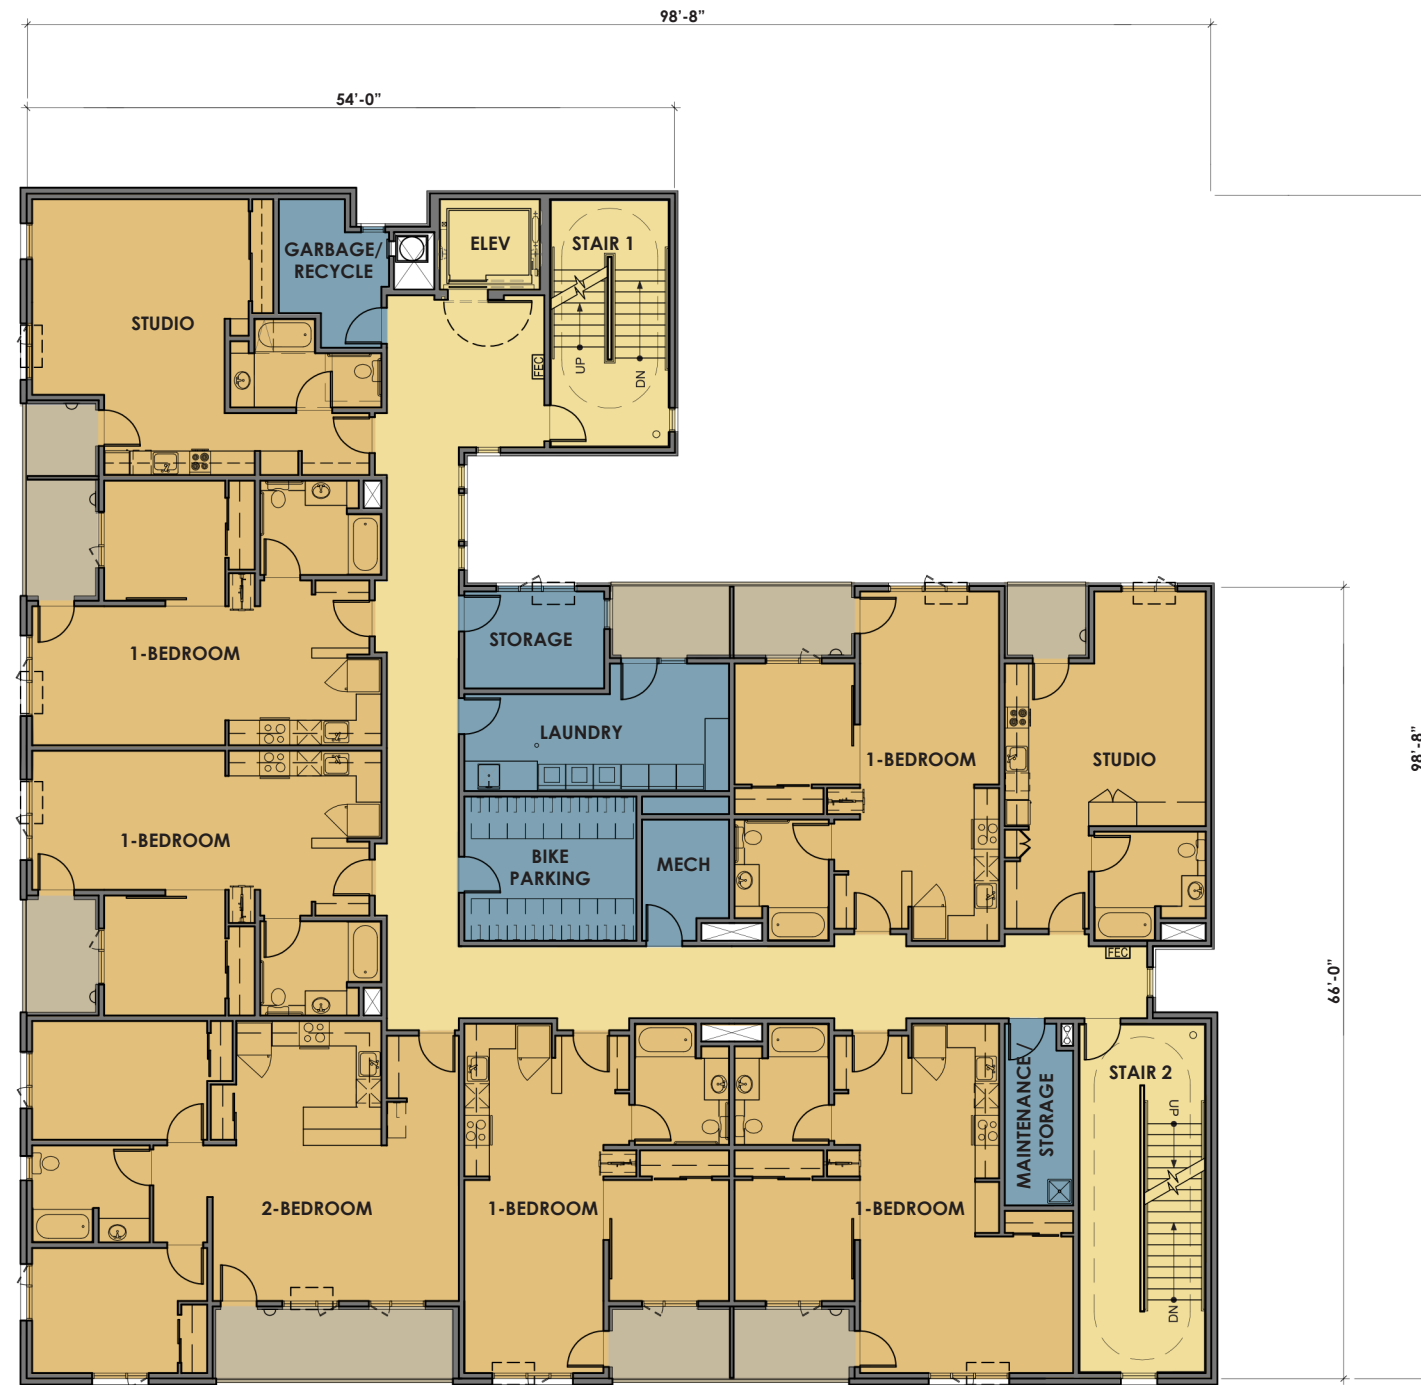 98'-8"
54'-0"
GARBAGE/
RECYCLE
ELEV
STAIR 1
STUDIO
UP
DN
FEC
1-BEDROOM
STORAGE
LAUNDRY
1-BEDROOM
STUDIO
98'-8"
1-BEDROOM
BIKE
PARKING
MECH
FEC
66'-0"
MAINTENANCE/
STORAGE
STAIR 2
UP
DN
2-BEDROOM
1-BEDROOM
1-BEDROOM